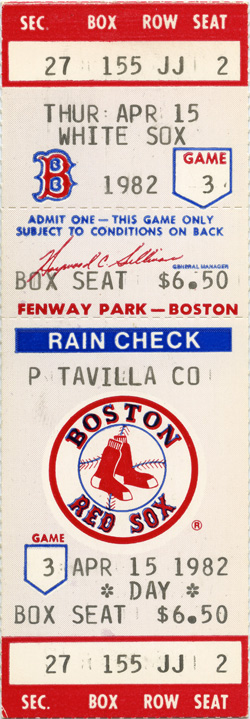 SEC. BOX ROW SEAT
27 155 JJ 2
THUR APR 15
WHITE SOX
B
GAME
1982 3
ADMIT ONE — THIS GAME ONLY
SUBJECT TO CONDITIONS ON BACK
Haywood C. Sullivan
GENERAL MANAGER
BOX SEAT $6.50
FENWAY PARK — BOSTON
RAIN CHECK
P TAVILLA CO
BOSTON
RED SOX
®
GAME
3 APR 15 1982
* DAY *
BOX SEAT $6.50
27 155 JJ 2
SEC. BOX ROW SEAT